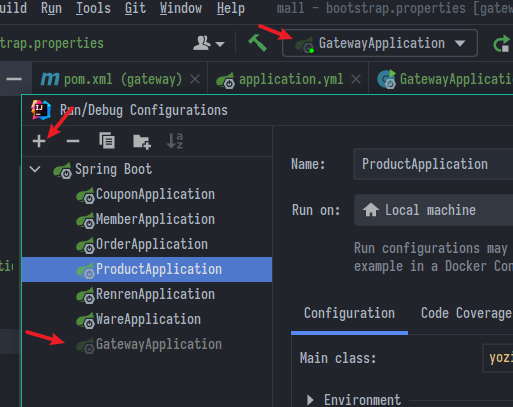 uild Run Tools Git Window Help mall - bootstrap.properties [gatew
trap.properties GatewayApplication
m pom.xml (gateway) application.yml GatewayApplicatio
Run/Debug Configurations
Spring Boot
CouponApplication
MemberApplication
OrderApplication
ProductApplication
RenrenApplication
WareApplication
GatewayApplication
Name: ProductApplication
Run on: Local machine
Run configurations may
example in a Docker Con
Configuration Code Coverage
Main class: yozi
Environment